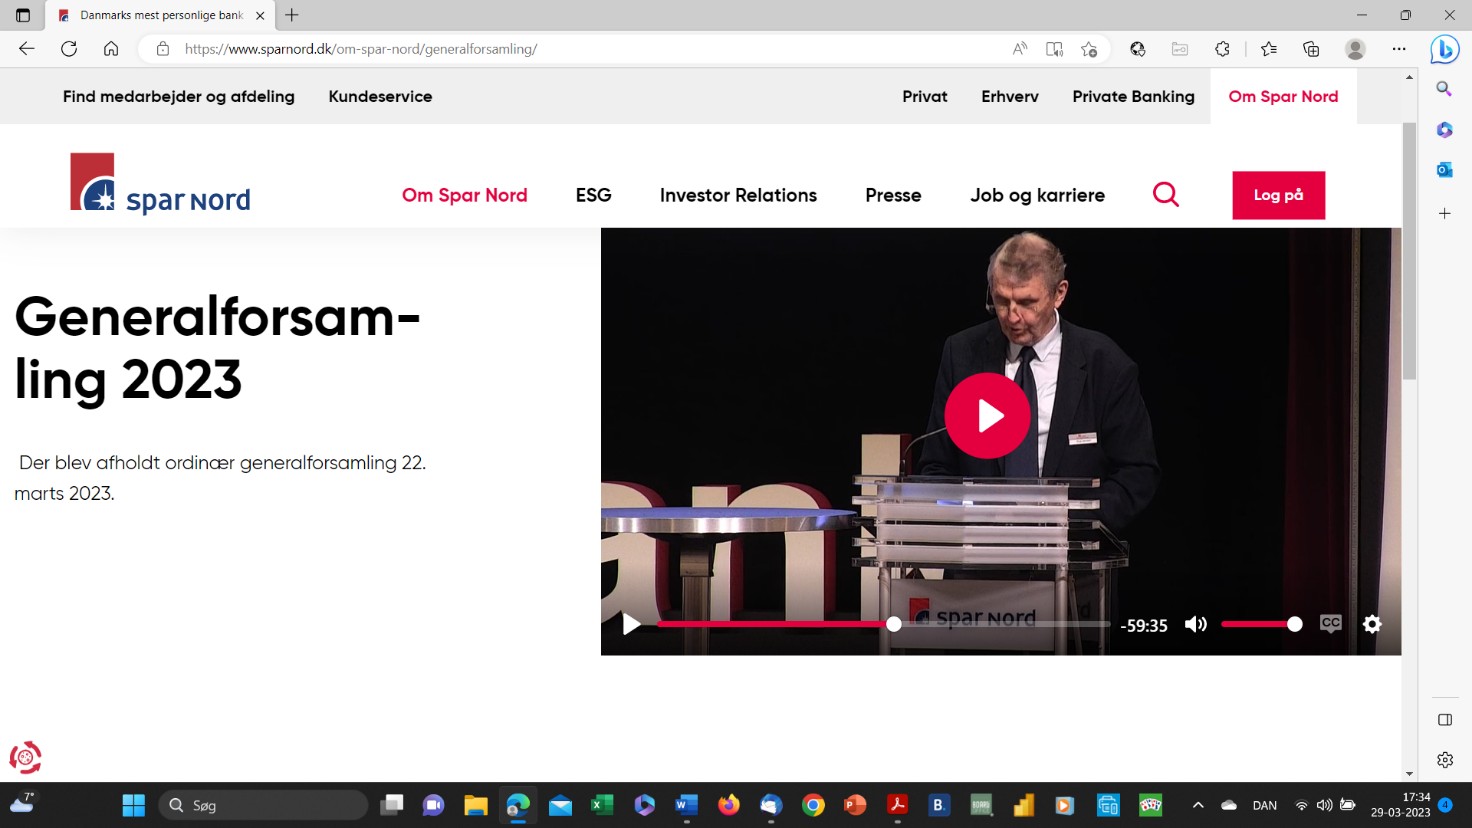 Danmarks mest personlige bank
https://www.sparnord.dk/om-spar-nord/generalforsamling/
Find medarbejder og afdeling
Kundeservice
Privat
Erhverv
Private Banking
Om Spar Nord
spar nord
Om Spar Nord
ESG
Investor Relations
Presse
Job og karriere
Log på
Generalforsam-
ling 2023
Der blev afholdt ordinær generalforsamling 22.
marts 2023.
spar nord
-59:35
CC
7°
Søg
DAN
17:34
29-03-2023
4